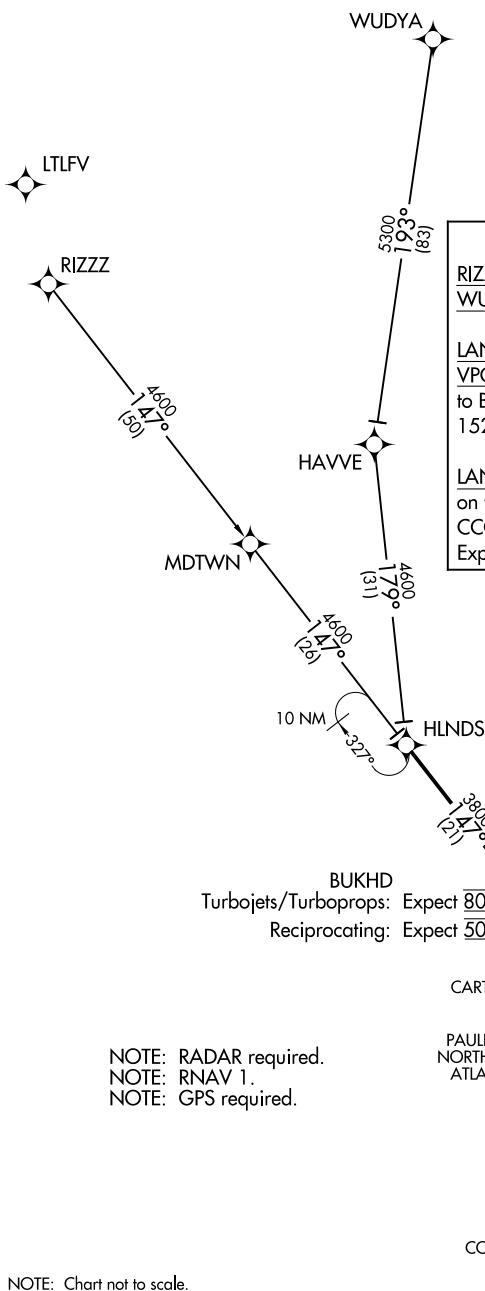 WUDYA
LTLFV
5300
193°
(83)
RIZZZ
RIZ
WU
LAN
VPC
to B
152
4600
147°
(50)
HAVVE
LAN
on
CCC
Exp
MDTWN
4600
179°
(31)
4600
147°
(26)
10 NM
327°
HLNDS
3800
147°
(21)
BUKHD
Turbojets/Turboprops: Expect 80
Reciprocating: Expect 50
CART
PAUL
NORTH
ATLA
NOTE: RADAR required.
NOTE: RNAV 1.
NOTE: GPS required.
CO
NOTE: Chart not to scale.